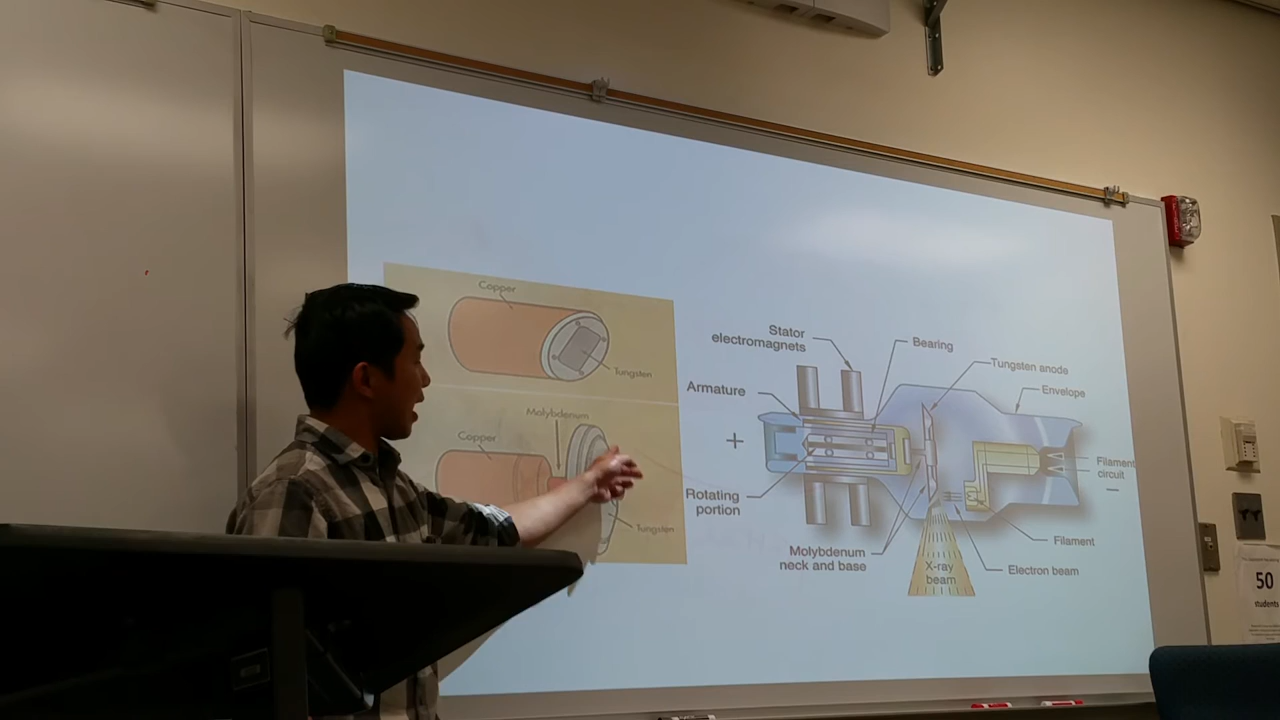 Copper
Tungsten
Molybdenum
Copper
Tungsten
Stator
electromagnets
Bearing
Tungsten anode
Armature
Envelope
+
Filament
circuit
Rotating
portion
Molybdenum
neck and base
X-ray
beam
Filament
Electron beam
50
students